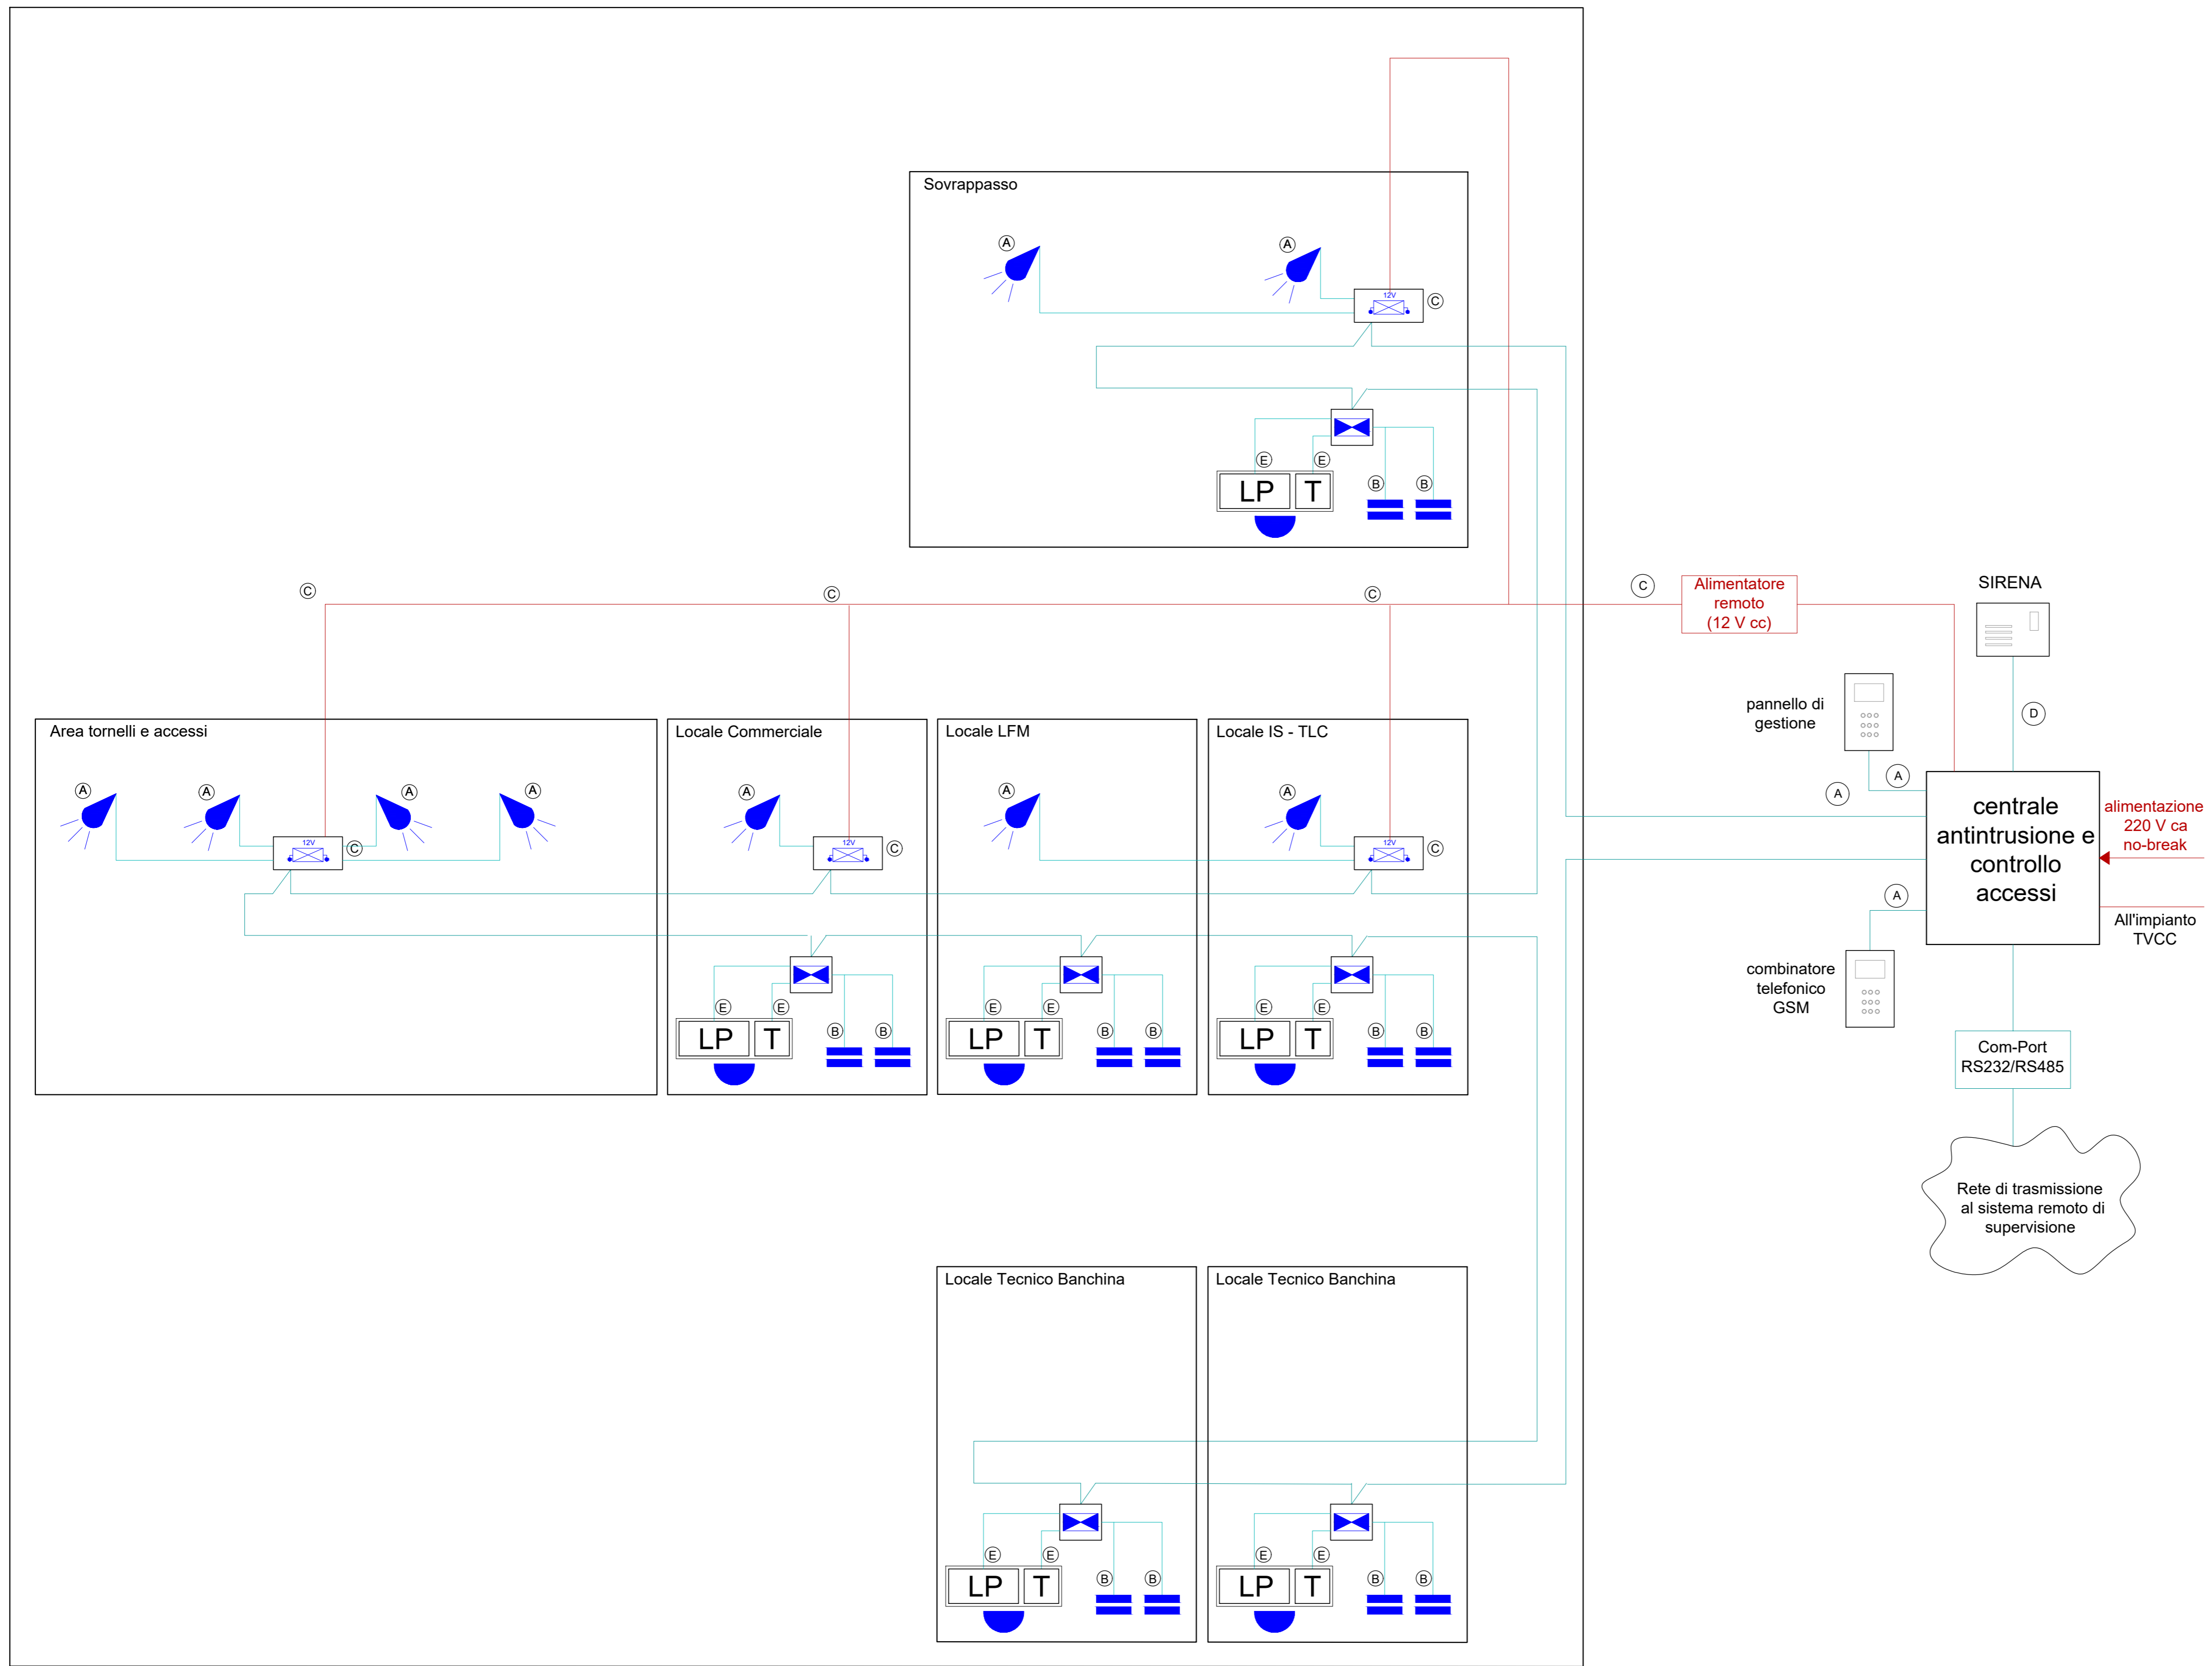 Sovrappasso
A
A
12V
C
E
E
B
B
LP
T
C
C
C
C
Alimentatore
remoto
(12 V cc)
SIRENA
D
pannello di
gestione
A
A
Area tornelli e accessi
A
A
A
A
12V
C
Locale Commerciale
A
12V
C
E
E
B
B
LP
T
Locale LFM
A
E
E
B
B
LP
T
Locale IS - TLC
A
12V
C
E
E
B
B
LP
T
centrale
antintrusione e
controllo
accessi
alimentazione
220 V ca
no-break
All'impianto
TVCC
A
combinatore
telefonico
GSM
Com-Port
RS232/RS485
Rete di trasmissione
al sistema remoto di
supervisione
Locale Tecnico Banchina
E
E
B
B
LP
T
Locale Tecnico Banchina
E
E
B
B
LP
T